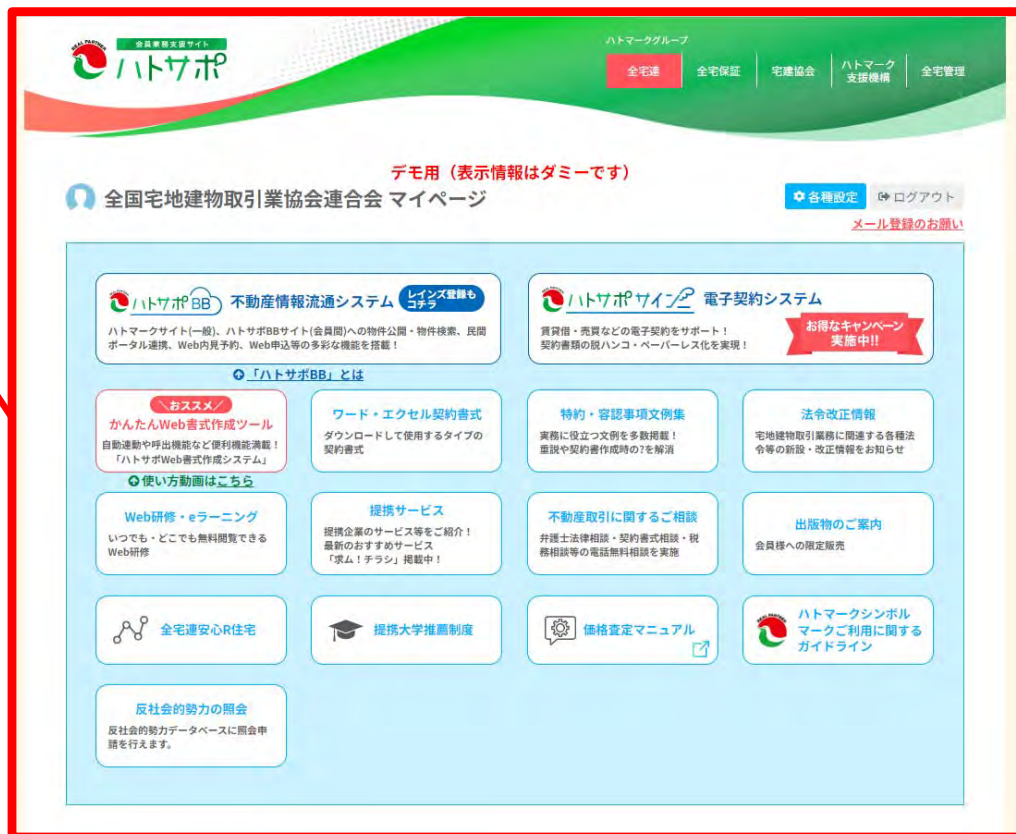 REAL PARTNER
会員業務支援サイト
ハトサポ
ハトマークグループ
全宅連
全宅保証
宅建協会
ハトマーク
支援機構
全宅管理
デモ用（表示情報はダミーです）
全国宅地建物取引業協会連合会 マイページ
各種設定
ログアウト
メール登録のお願い
ハトサポBB 不動産情報流通システム
レインズ登録も
コチラ
ハトマークサイト(一般)、ハトサポBBサイト(会員間)への物件公開・物件検索、民間
ポータル連携、Web内見予約、Web申込等の多彩な機能を搭載！
「ハトサポBB」とは
ハトサポサイン 電子契約システム
賃貸借・売買などの電子契約をサポート！
契約書類の脱ハンコ・ペーパーレス化を実現！
お得なキャンペーン
実施中!!
＼おススメ／
かんたんWeb書式作成ツール
自動連動や呼出機能など便利機能満載！
「ハトサポWeb書式作成システム」
使い方動画はこちら
ワード・エクセル契約書式
ダウンロードして使用するタイプの
契約書式
特約・容認事項文例集
実務に役立つ文例を多数掲載！
重説や契約書作成時の?を解消
法令改正情報
宅地建物取引業務に関連する各種法
令等の新設・改正情報をお知らせ
Web研修・eラーニング
いつでも・どこでも無料閲覧できる
Web研修
提携サービス
提携企業のサービス等をご紹介！
最新のおすすめサービス
「求ム！チラシ」掲載中！
不動産取引に関するご相談
弁護士法律相談・契約書式相談・税
務相談等の電話無料相談を実施
出版物のご案内
会員様への限定販売
全宅連安心R住宅
提携大学推薦制度
価格査定マニュアル
ハトマークシンボル
マークご利用に関する
ガイドライン
反社会的勢力の照会
反社会的勢力データベースに照会申
請を行えます。